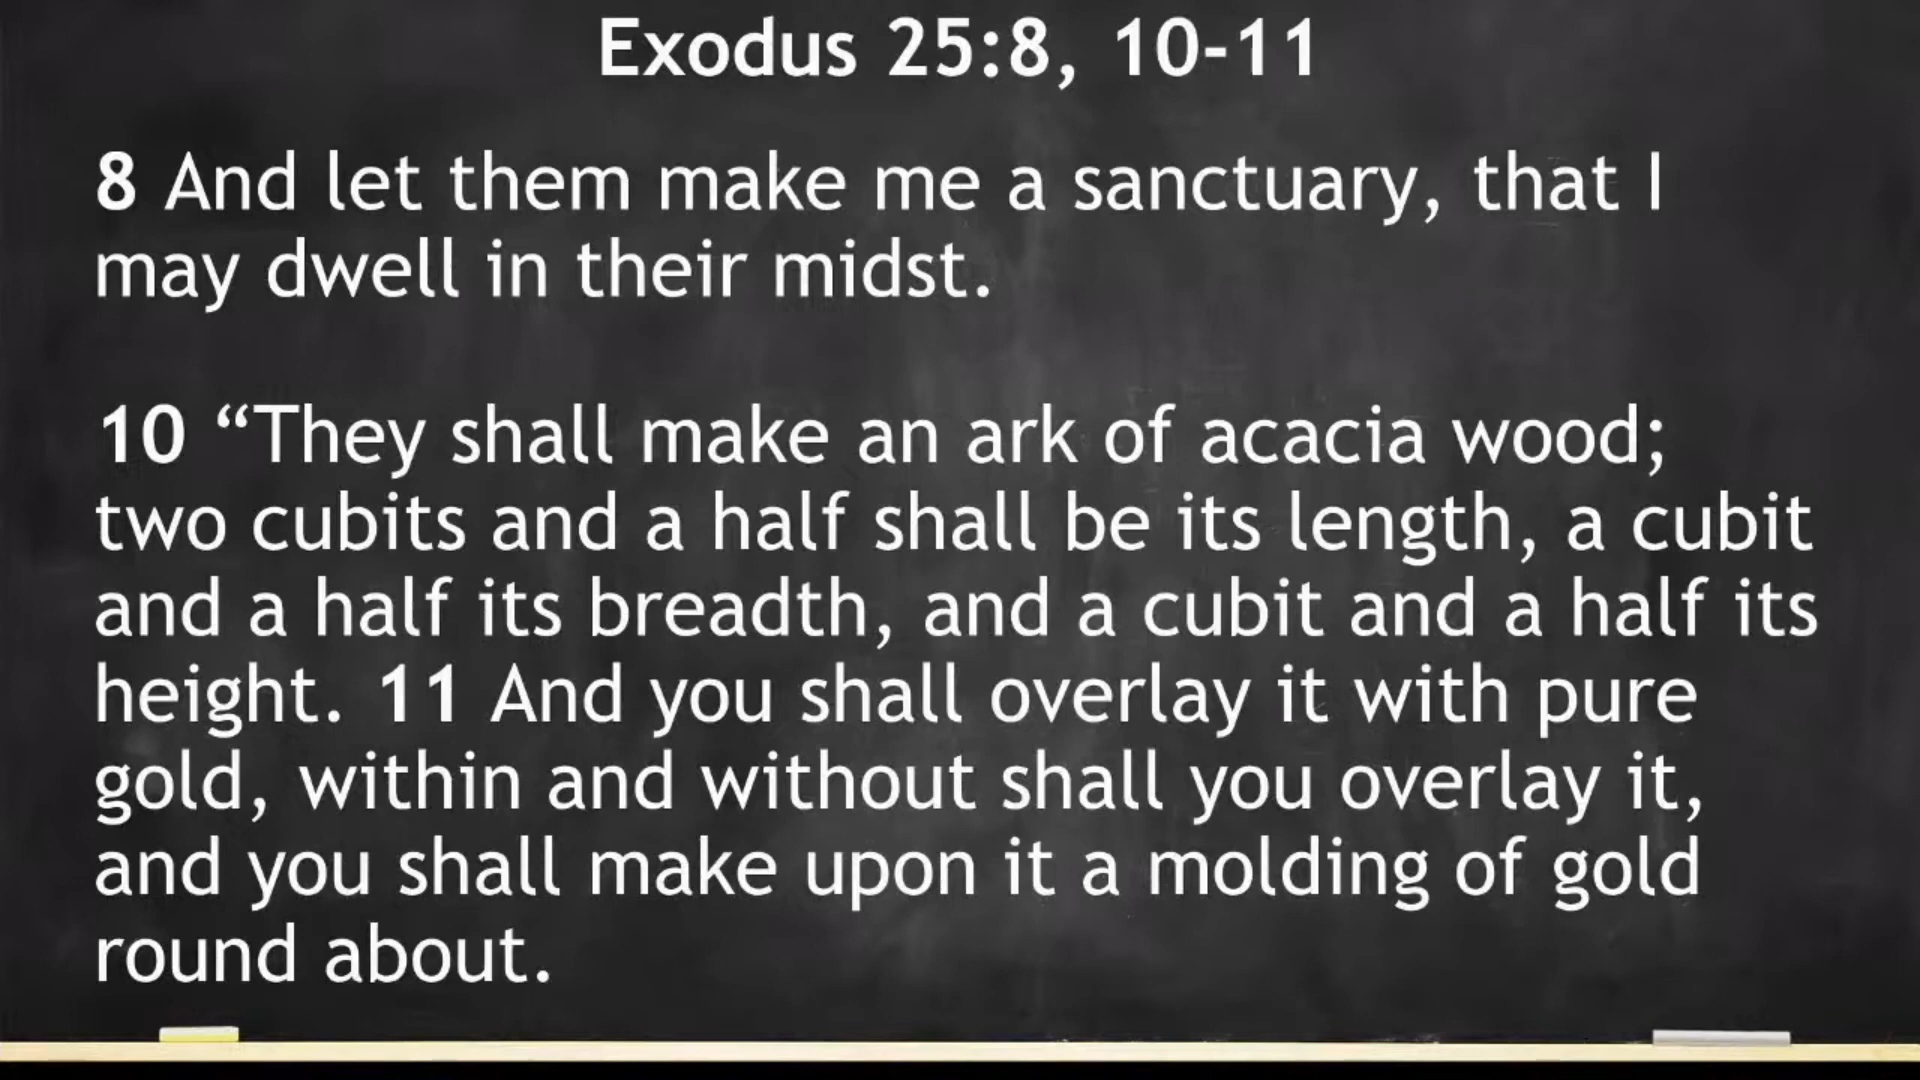 Exodus 25:8, 10-11
8 And let them make me a sanctuary, that I
may dwell in their midst.
10 “They shall make an ark of acacia wood;
two cubits and a half shall be its length, a cubit
and a half its breadth, and a cubit and a half its
height. 11 And you shall overlay it with pure
gold, within and without shall you overlay it,
and you shall make upon it a molding of gold
round about.